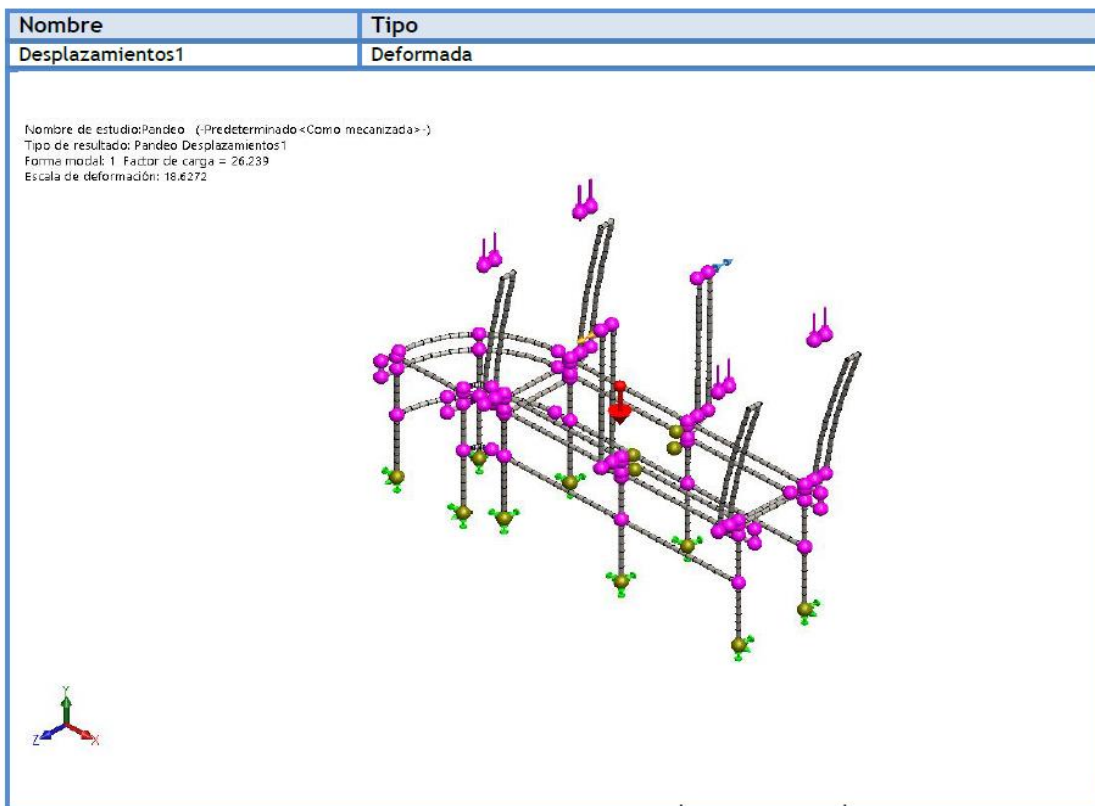 Nombre Tipo
Desplazamientos1 Deformada
Nombre de estudio:Pandeo (-Predeterminado<Como mecanizada>-)
Tipo de resultado: Pandeo Desplazamientos1
Forma modal: 1 Factor de carga = 26.239
Escala de deformación: 18.6272
Y
Z X